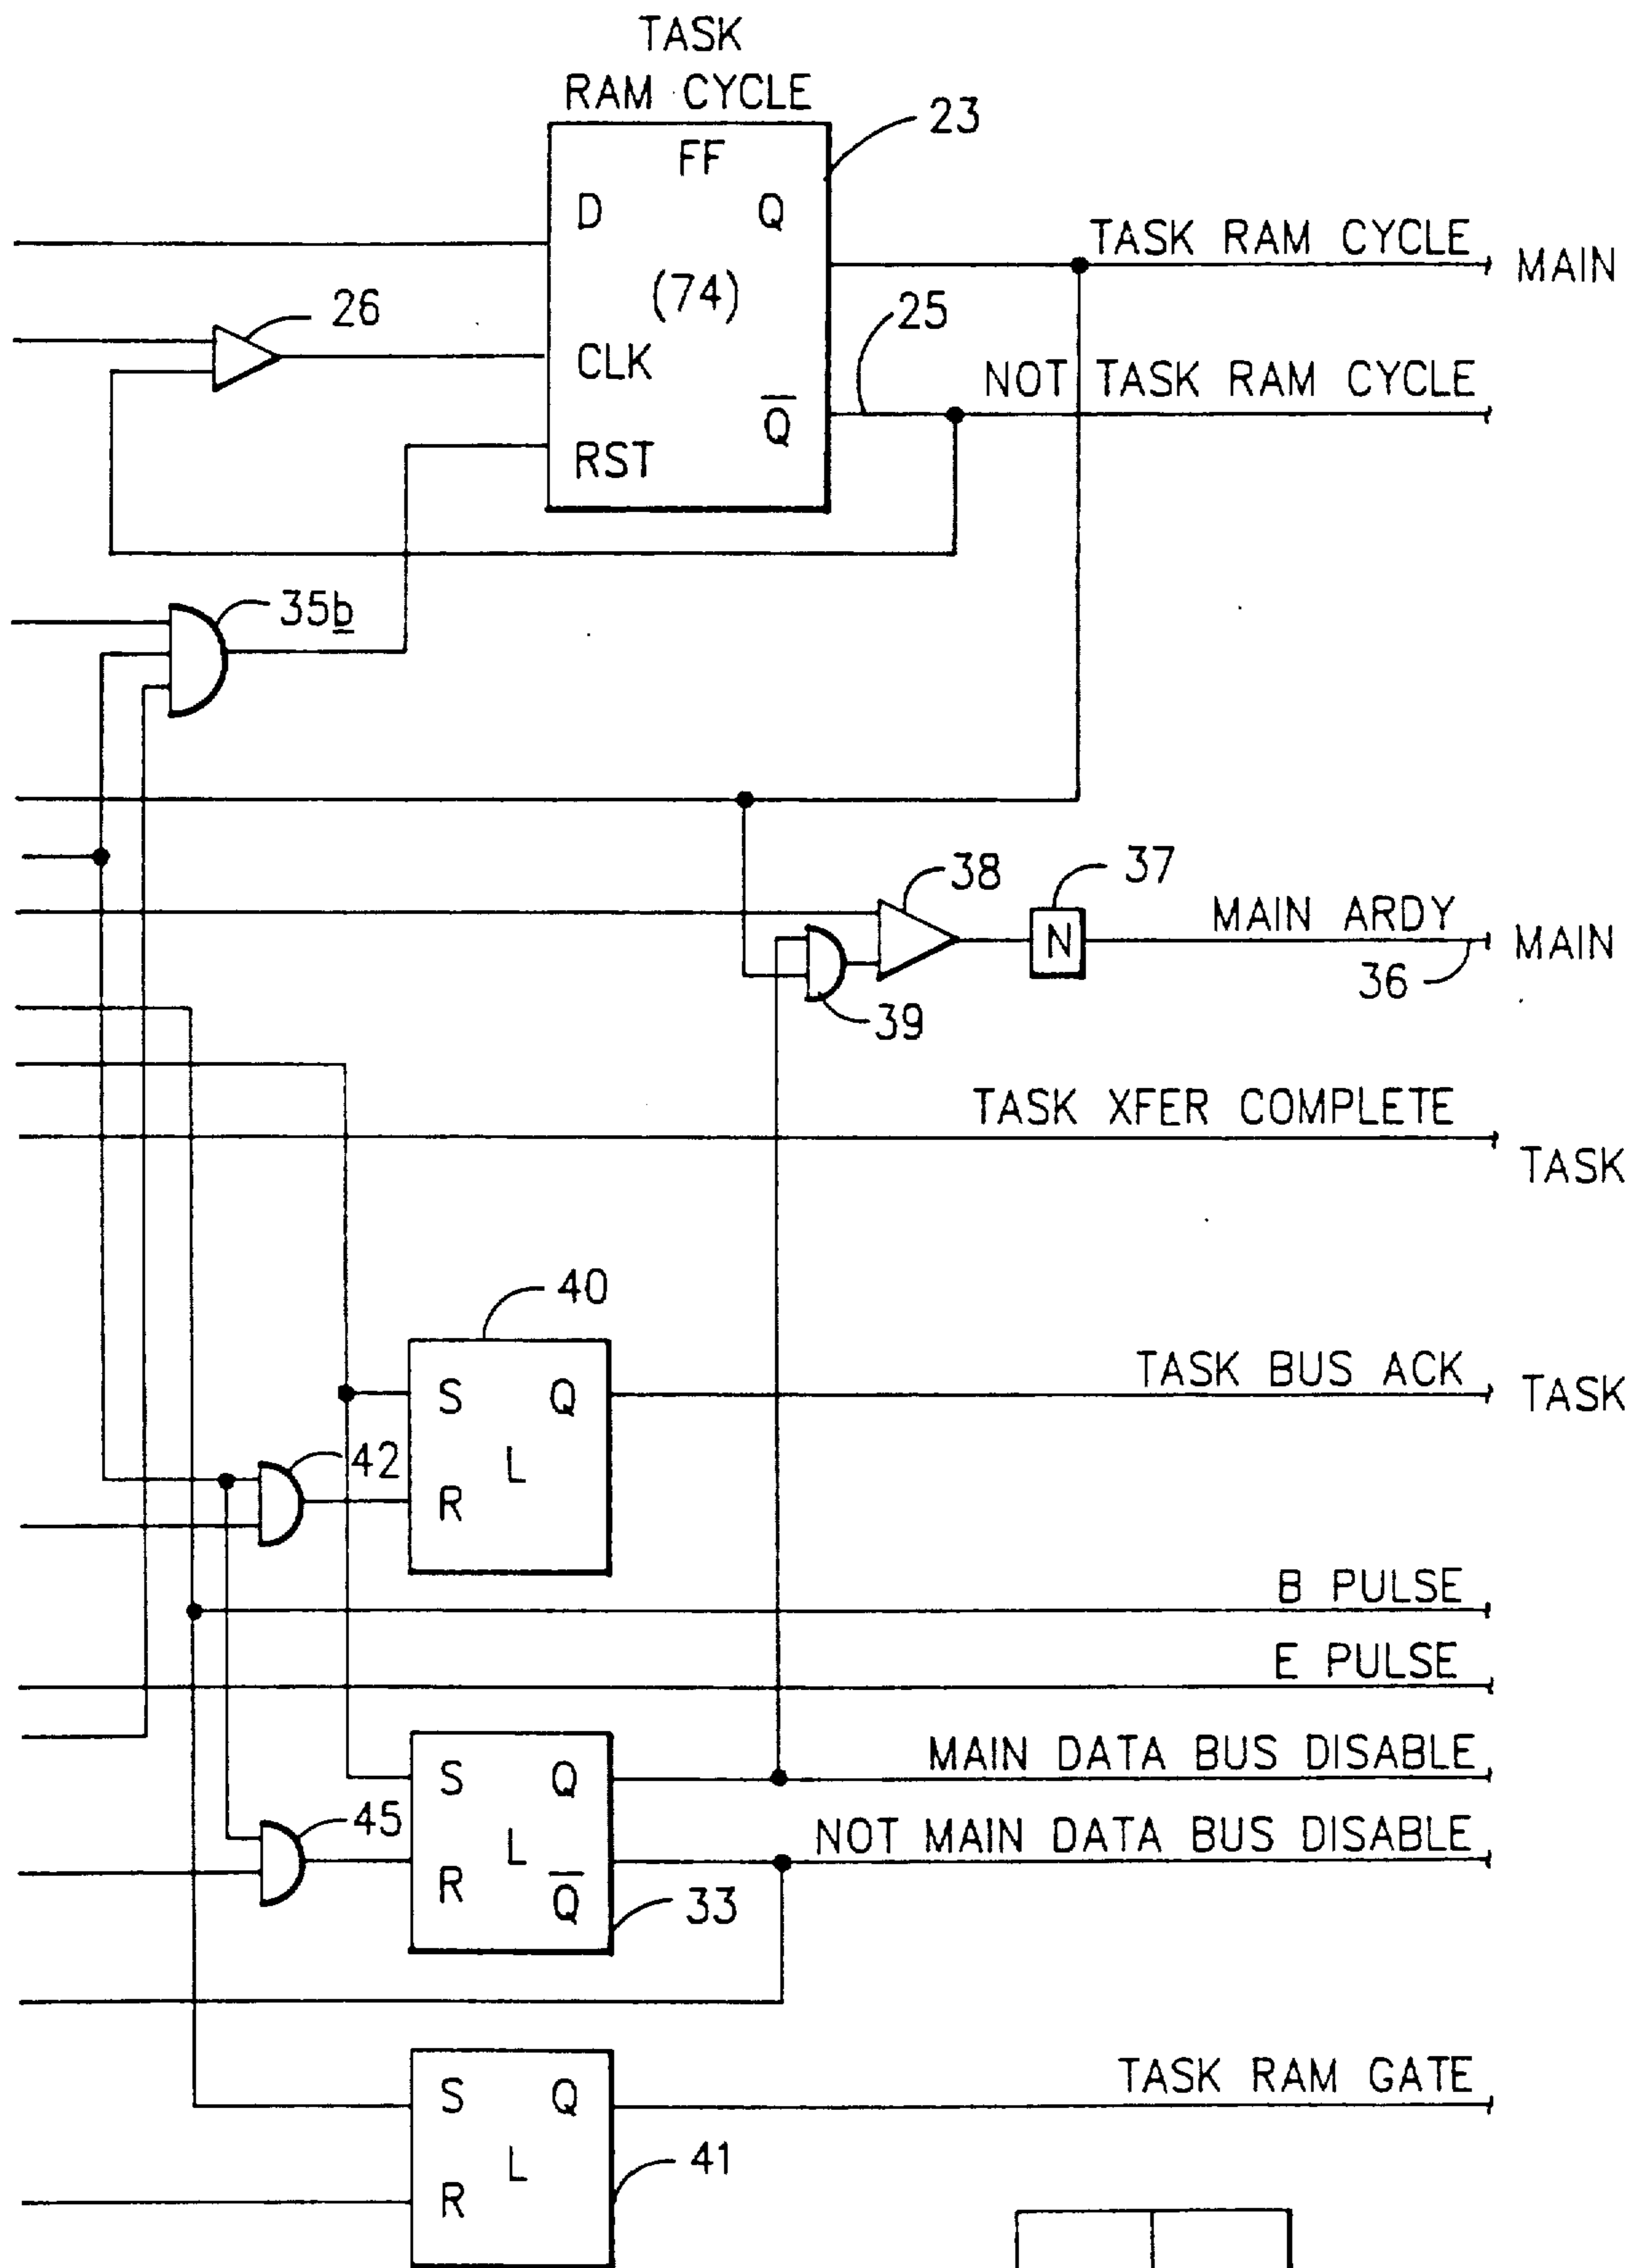 TASK
RAM CYCLE
23
FF
D Q
TASK RAM CYCLE
MAIN
(74)
26
25
CLK
NOT TASK RAM CYCLE
Q̅
RST
35b
38
37
MAIN ARDY
N
MAIN
36
39
TASK XFER COMPLETE
TASK
40
TASK BUS ACK
S Q
TASK
42
L
R
B PULSE
E PULSE
MAIN DATA BUS DISABLE
S Q
45
NOT MAIN DATA BUS DISABLE
L
R Q̅
33
TASK RAM GATE
S Q
L
41
R